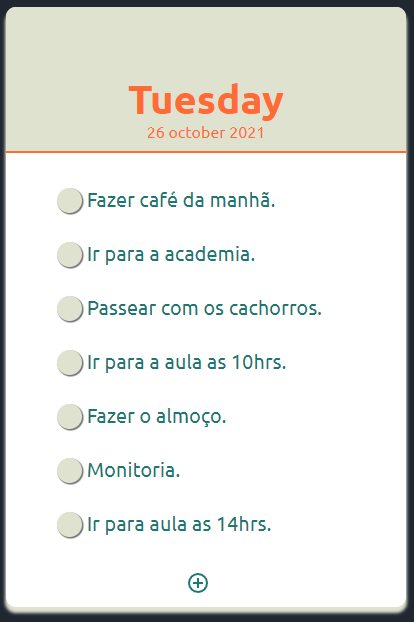 Tuesday
26 october 2021
Fazer café da manhã.
Ir para a academia.
Passear com os cachorros.
Ir para a aula as 10hrs.
Fazer o almoço.
Monitoria.
Ir para aula as 14hrs.